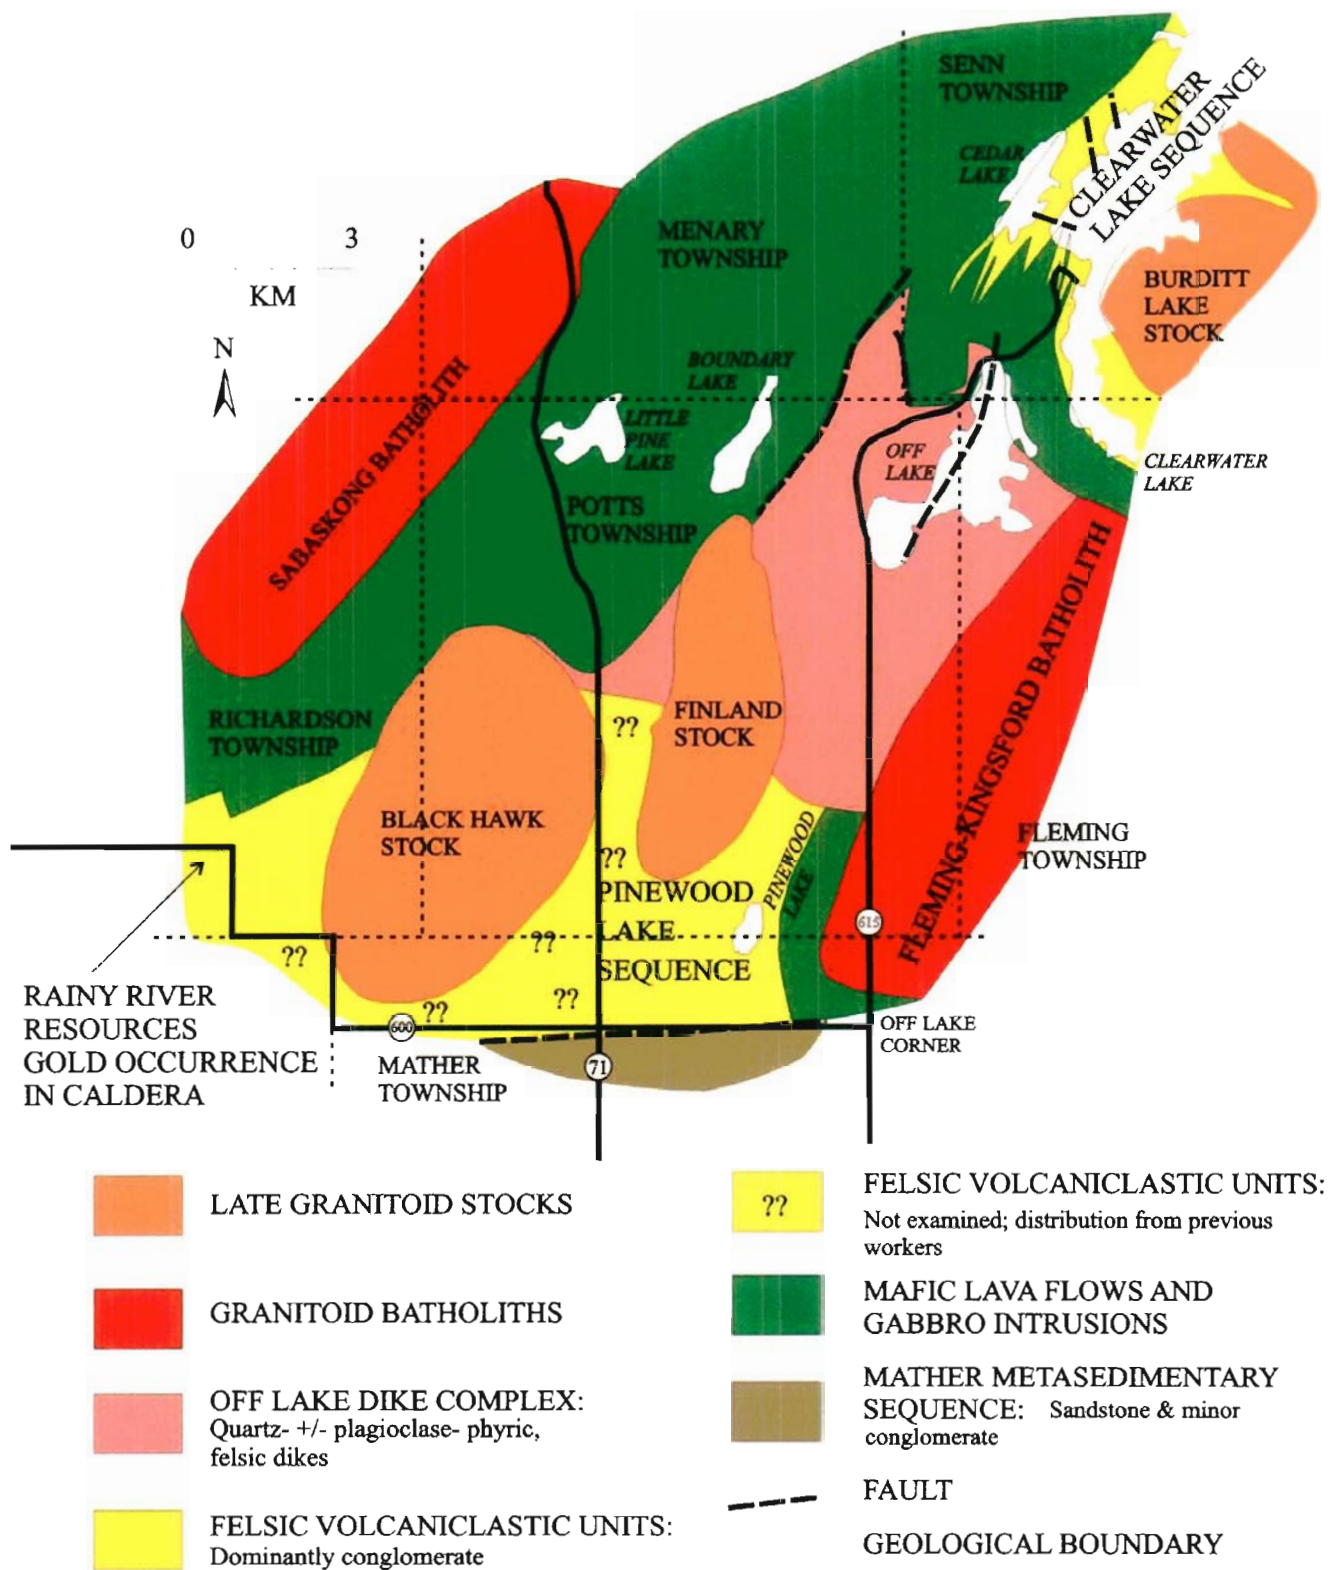 SENN
TOWNSHIP
CLEARWATER
LAKE SEQUENCE
CEDAR
LAKE
0 3
KM
N
MENARY
TOWNSHIP
BURDITT
LAKE
STOCK
BOUNDARY
LAKE
LITTLE
PINE
LAKE
OFF
LAKE
CLEARWATER
LAKE
SABASKONG BATHOLITH
POTTS
TOWNSHIP
FLEMING-KINGSFORD BATHOLITH
RICHARDSON
TOWNSHIP
??
FINLAND
STOCK
BLACK HAWK
STOCK
PINEWOOD
LAKE
FLEMING
TOWNSHIP
??
PINEWOOD
LAKE
SEQUENCE
615
??
??
??
??
RAINY RIVER
RESOURCES
GOLD OCCURRENCE
IN CALDERA
600
MATHER
TOWNSHIP
71
OFF LAKE
CORNER
LATE GRANITOID STOCKS
GRANITOID BATHOLITHS
OFF LAKE DIKE COMPLEX:
Quartz- +/- plagioclase- phyric,
felsic dikes
FELSIC VOLCANICLASTIC UNITS:
Dominantly conglomerate
??
FELSIC VOLCANICLASTIC UNITS:
Not examined; distribution from previous
workers
MAFIC LAVA FLOWS AND
GABBRO INTRUSIONS
MATHER METASEDIMENTARY
SEQUENCE: Sandstone & minor
conglomerate
FAULT
GEOLOGICAL BOUNDARY